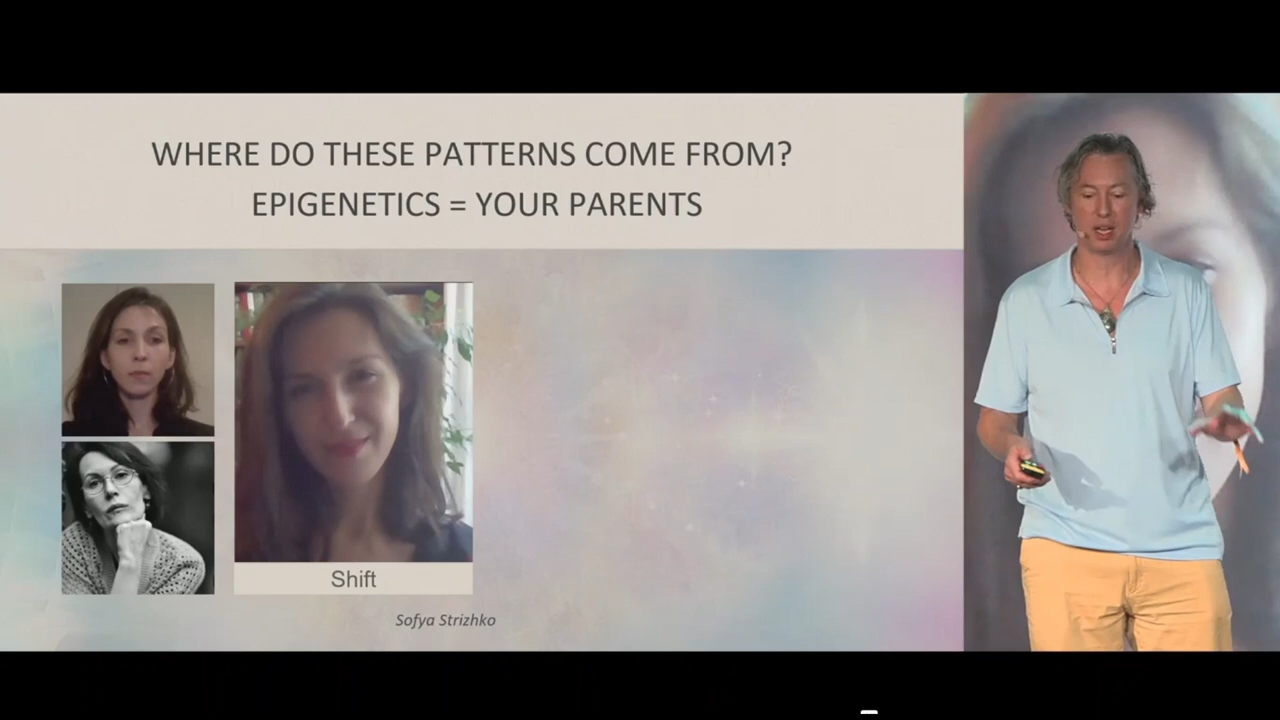 WHERE DO THESE PATTERNS COME FROM?
EPIGENETICS = YOUR PARENTS
Shift
Sofya Strizhko